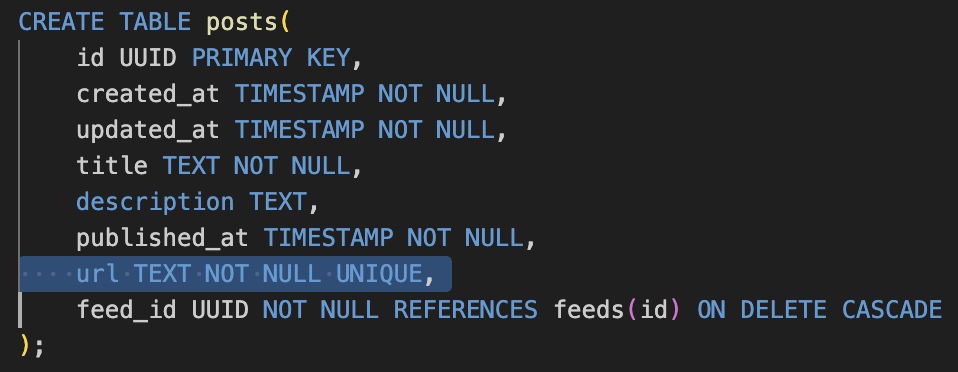 CREATE TABLE posts(
    id UUID PRIMARY KEY,
    created_at TIMESTAMP NOT NULL,
    updated_at TIMESTAMP NOT NULL,
    title TEXT NOT NULL,
    description TEXT,
    published_at TIMESTAMP NOT NULL,
    url TEXT NOT NULL UNIQUE,
    feed_id UUID NOT NULL REFERENCES feeds(id) ON DELETE CASCADE
);